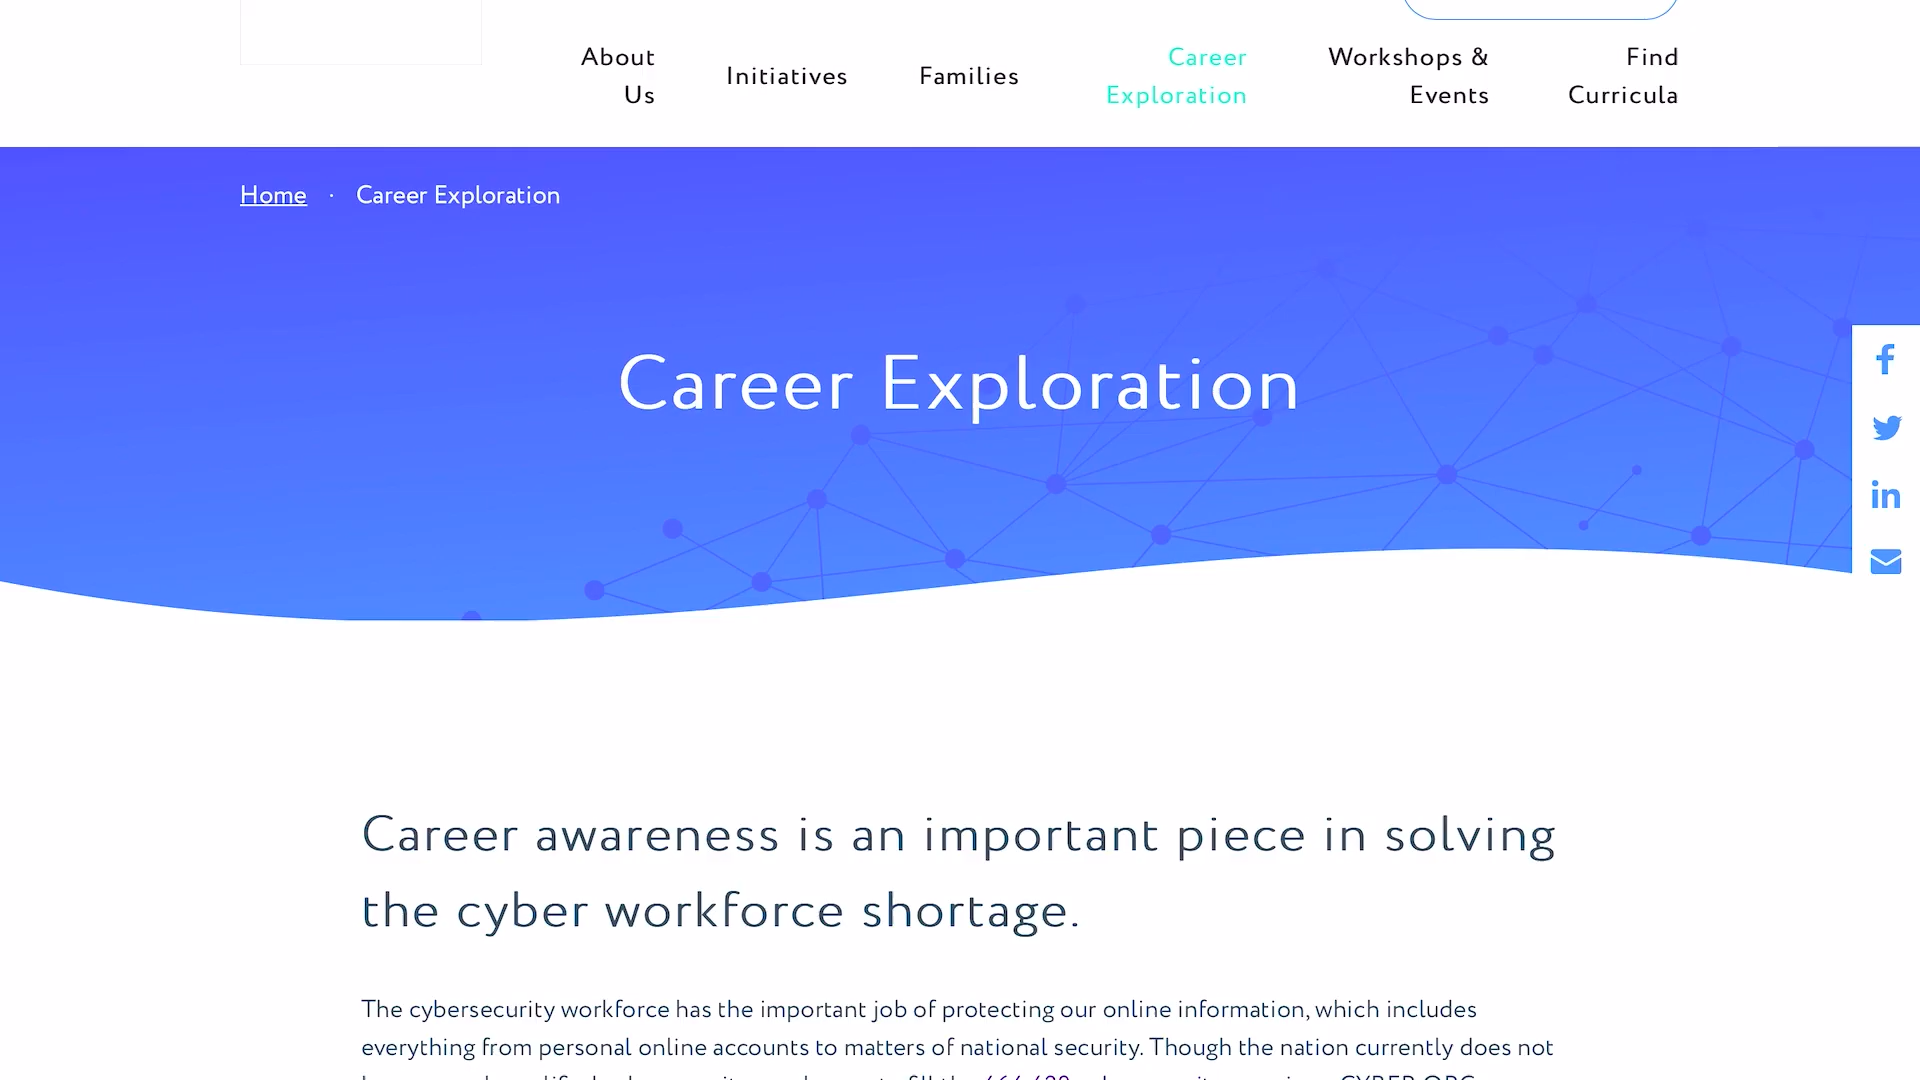 About
Us
Initiatives
Families
Career
Exploration
Workshops &
Events
Find
Curricula
Home · Career Exploration
Career Exploration
Career awareness is an important piece in solving
the cyber workforce shortage.
The cybersecurity workforce has the important job of protecting our online information, which includes
everything from personal online accounts to matters of national security. Though the nation currently does not